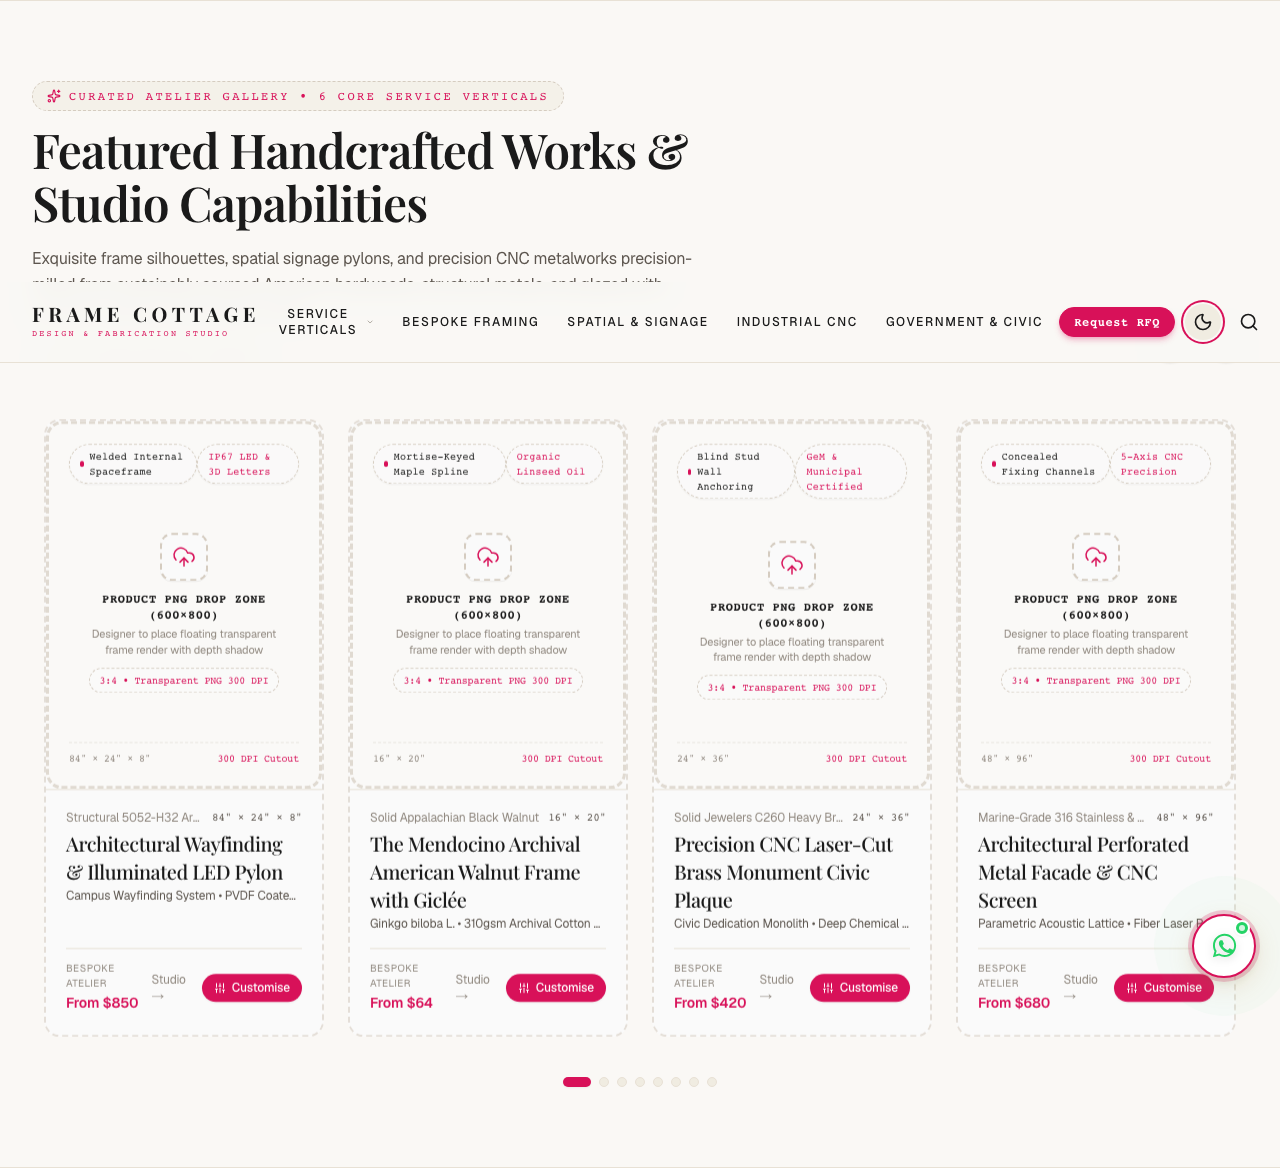 CURATED ATELIER GALLERY • 6 CORE SERVICE VERTICALS
Featured Handcrafted Works &
Studio Capabilities
Exquisite frame silhouettes, spatial signage pylons, and precision CNC metalworks precision-
milled from sustainably sourced American hardwoods, structural metals, and glazed with
FRAME COTTAGE
DESIGN & FABRICATION STUDIO
SERVICE
VERTICALS
BESPOKE FRAMING
SPATIAL & SIGNAGE
INDUSTRIAL CNC
GOVERNMENT & CIVIC
Request RFQ
Welded Internal
Spaceframe
IP67 LED &
3D Letters
PRODUCT PNG DROP ZONE
(600×800)
Designer to place floating transparent
frame render with depth shadow
3:4 • Transparent PNG 300 DPI
84" × 24" × 8"
300 DPI Cutout
Structural 5052-H32 Ar...
84" × 24" × 8"
Architectural Wayfinding
& Illuminated LED Pylon
Campus Wayfinding System • PVDF Coate...
BESPOKE
ATELIER
From $850
Studio
→
Customise
Mortise-Keyed
Maple Spline
Organic
Linseed Oil
PRODUCT PNG DROP ZONE
(600×800)
Designer to place floating transparent
frame render with depth shadow
3:4 • Transparent PNG 300 DPI
16" × 20"
300 DPI Cutout
Solid Appalachian Black Walnut
16" × 20"
The Mendocino Archival
American Walnut Frame
with Giclée
Ginkgo biloba L. • 310gsm Archival Cotton ...
BESPOKE
ATELIER
From $64
Studio
→
Customise
Blind Stud
Wall
Anchoring
GeM &
Municipal
Certified
PRODUCT PNG DROP ZONE
(600×800)
Designer to place floating transparent
frame render with depth shadow
3:4 • Transparent PNG 300 DPI
24" × 36"
300 DPI Cutout
Solid Jewelers C260 Heavy Br...
24" × 36"
Precision CNC Laser-Cut
Brass Monument Civic
Plaque
Civic Dedication Monolith • Deep Chemical ...
BESPOKE
ATELIER
From $420
Studio
→
Customise
Concealed
Fixing Channels
5-Axis CNC
Precision
PRODUCT PNG DROP ZONE
(600×800)
Designer to place floating transparent
frame render with depth shadow
3:4 • Transparent PNG 300 DPI
48" × 96"
300 DPI Cutout
Marine-Grade 316 Stainless & ...
48" × 96"
Architectural Perforated
Metal Facade & CNC
Screen
Parametric Acoustic Lattice • Fiber Laser
BESPOKE
ATELIER
From $680
Studio
→
Customise